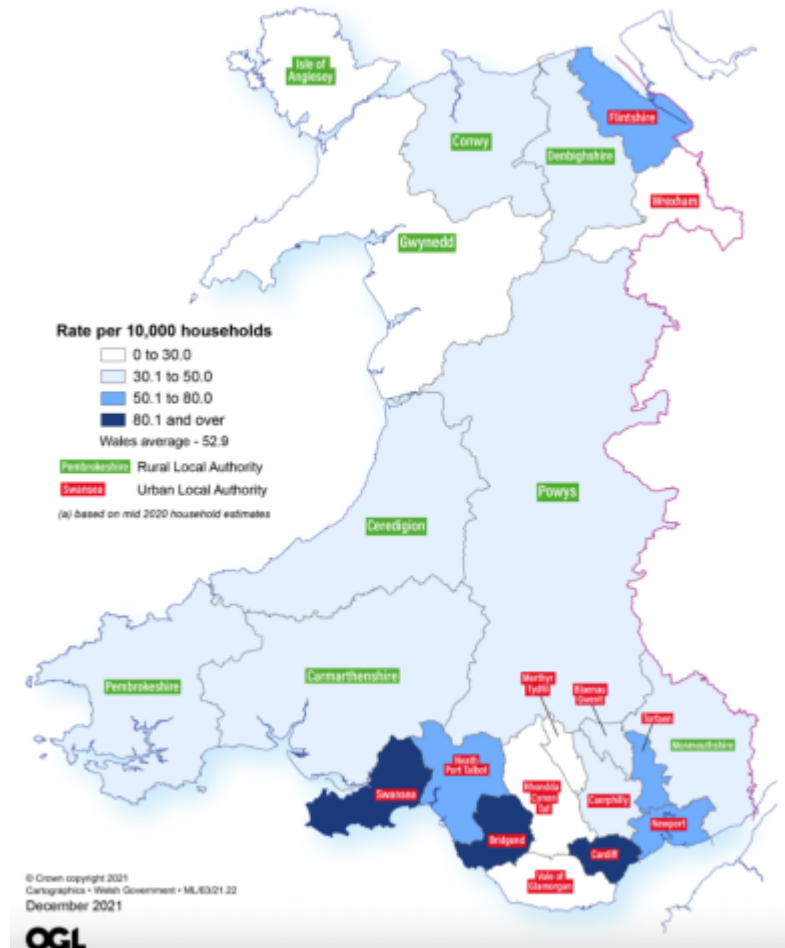 Isle of
Anglesey
Flintshire
Conwy
Denbighshire
Wrexham
Gwynedd
Rate per 10,000 households
0 to 30.0
30.1 to 50.0
50.1 to 80.0
80.1 and over
Wales average - 52.9
Pembrokeshire Rural Local Authority
Swansea Urban Local Authority
(a) based on mid 2020 household estimates
Powys
Ceredigion
Carmarthenshire
Pembrokeshire
Merthyr
Tydfil
Blaenau
Gwent
Torfaen
Monmouthshire
Neath
Port Talbot
Swansea
Rhondda
Cynon
Taf
Caerphilly
Newport
Bridgend
Cardiff
Vale of
Glamorgan
© Crown copyright 2021
Cartographics • Welsh Government • ML/63/21.22
December 2021
OGL